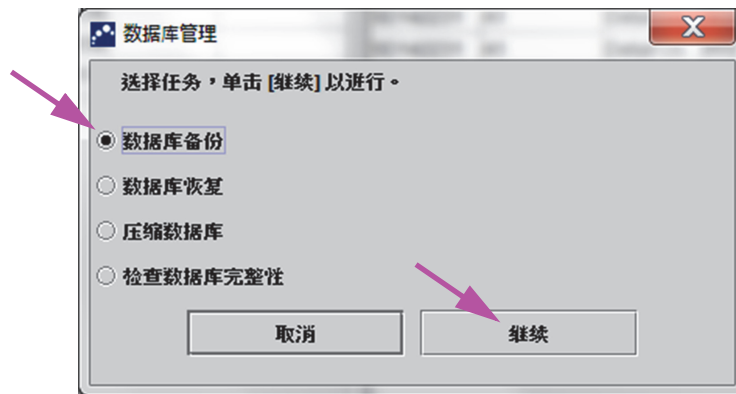 数据库管理
选择任务，单击 [继续] 以进行。
数据库备份
数据库恢复
压缩数据库
检查数据库完整性
取消
继续